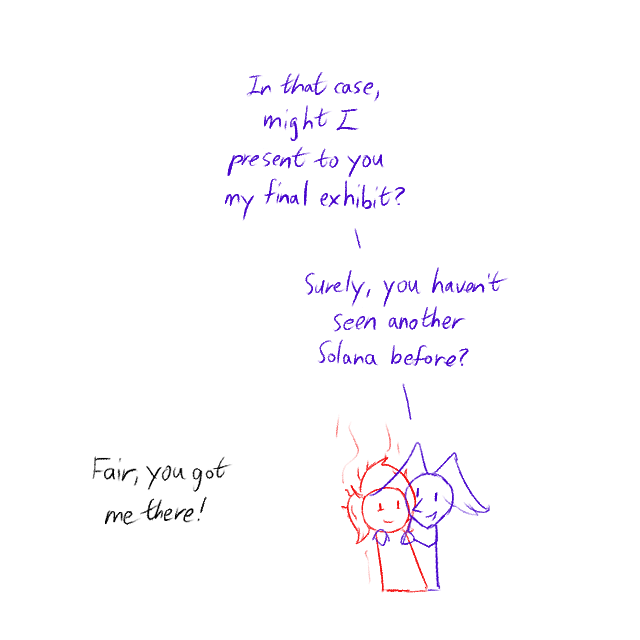 In that case,
might I
present to you
my final exhibit?
Surely, you haven't
seen another
Solana before?
Fair, you got
me there!